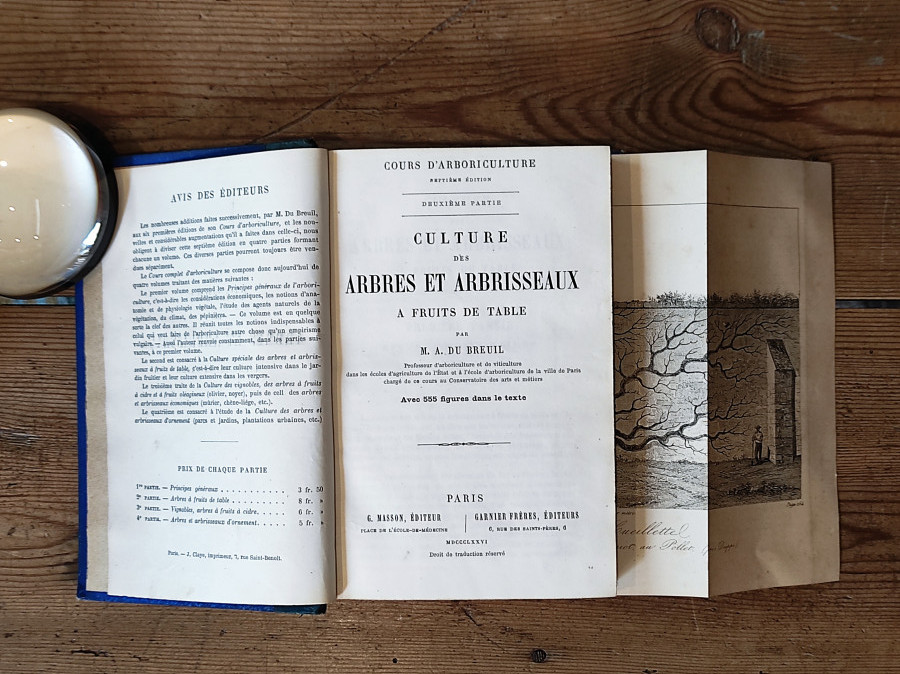 AVIS DES ÉDITEURS
Les nombreuses additions faites successivement, par M. Du Breuil,
aux six premières éditions de son Cours d'arboriculture, et les nou-
velles et considérables augmentations qu'il a faites dans celle-ci, nous
obligent à diviser cette septième édition en quatre parties formant
chacune un volume. Ces diverses parties pourront toujours être ven-
dues séparément.
Le Cours complet d'arboriculture se compose donc aujourd'hui de
quatre volumes traitant des matières suivantes :
Le premier volume comprend les Principes généraux de l'arbori-
culture, c'est-à-dire les considérations économiques, les notions d'ana-
tomie et de physiologie végétale, l'étude des agents naturels de la
végétation, du climat, des pépinières. — Ce volume est en quelque
sorte la clef des autres. Il réunit toutes les notions indispensables à
celui qui veut faire de l'arboriculture autre chose qu'un empirisme
vulgaire. — Aussi l'auteur renvoie constamment, dans les parties sui-
vantes, à ce premier volume.
Le second est consacré à la Culture spéciale des arbres et arbris-
seaux à fruits de table, c'est-à-dire leur culture intensive dans le jar-
din fruitier et leur culture extensive dans les vergers.
Le troisième traite de la Culture des vignobles, des arbres à fruits
à cidre et à fruits oléagineux (olivier, noyer), puis de cell des arbres
et arbrisseaux économiques (mûrier, chêne-liége, etc.).
Le quatrième est consacré à l'étude de la Culture des arbres et
arbrisseaux d'ornement (parcs et jardins, plantations urbaines, etc.)
PRIX DE CHAQUE PARTIE
1re PARTIE. — Principes généraux . . . . . . . . . . . 3 fr. 50
2e PARTIE. — Arbres à fruits de table . . . . . . . . . 8 fr. »
3e PARTIE. — Vignobles, arbres à fruits à cidre. . . . . 6 fr. »
4e PARTIE. — Arbres et arbrisseaux d'ornement. . . . . 5 fr. »
Paris. — J. Claye, imprimeur, 7, rue Saint-Benoît.
COURS D'ARBORICULTURE
SEPTIÈME ÉDITION
DEUXIÈME PARTIE
CULTURE
DES
ARBRES ET ARBRISSEAUX
A FRUITS DE TABLE
PAR
M. A. DU BREUIL
Professeur d'arboriculture et de viticulture
dans les écoles d'agriculture de l'État et à l'école d'arboriculture de la ville de Paris
chargé du ce cours au Conservatoire des arts et métiers
Avec 555 figures dans le texte
PARIS
G. MASSON, ÉDITEUR
PLACE DE L'ÉCOLE-DE-MÉDECINE
GARNIER FRÈRES, ÉDITEURS
6, RUE DES SAINTS-PÈRES, 6
MDCCCLXXVI
Droit de traduction réservé
au Pollet